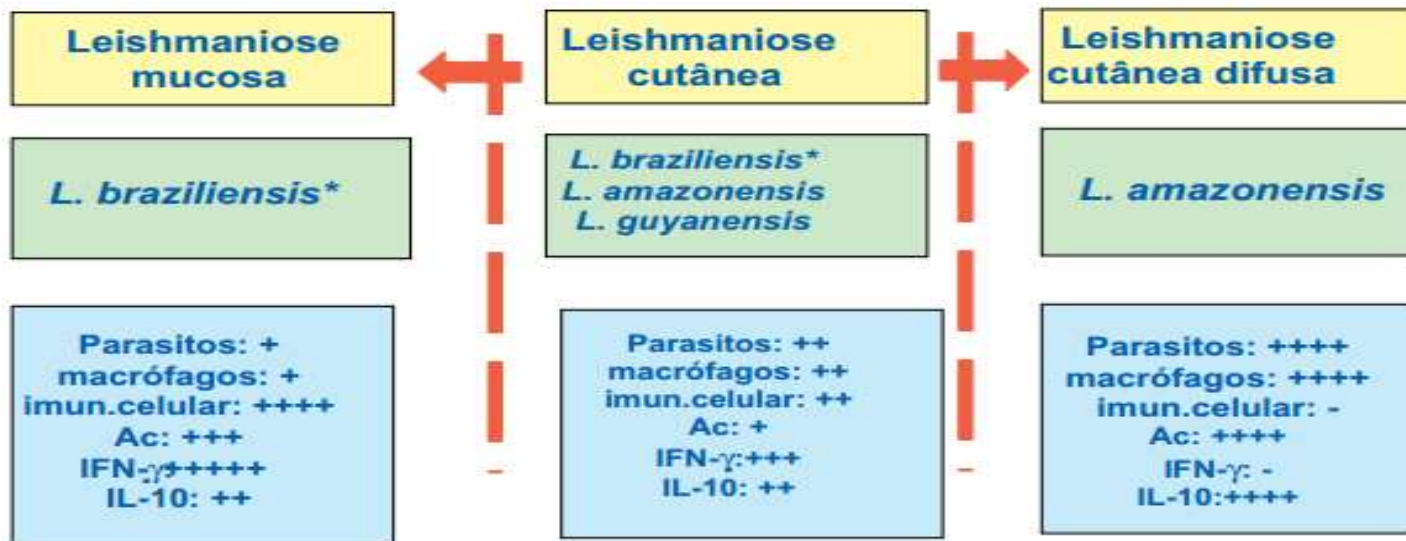 Leishmaniose
mucosa
Leishmaniose
cutânea
Leishmaniose
cutânea difusa
L. braziliensis*
L. braziliensis*
L. amazonensis
L. guyanensis
L. amazonensis
Parasitos: +
macrófagos: +
imun.celular: ++++
Ac: +++
IFN-γ:+++++
IL-10: ++
Parasitos: ++
macrófagos: ++
imun.celular: ++
Ac: +
IFN-γ:+++
IL-10: ++
Parasitos: ++++
macrófagos: ++++
imun.celular: -
Ac: ++++
IFN-γ: -
IL-10:++++